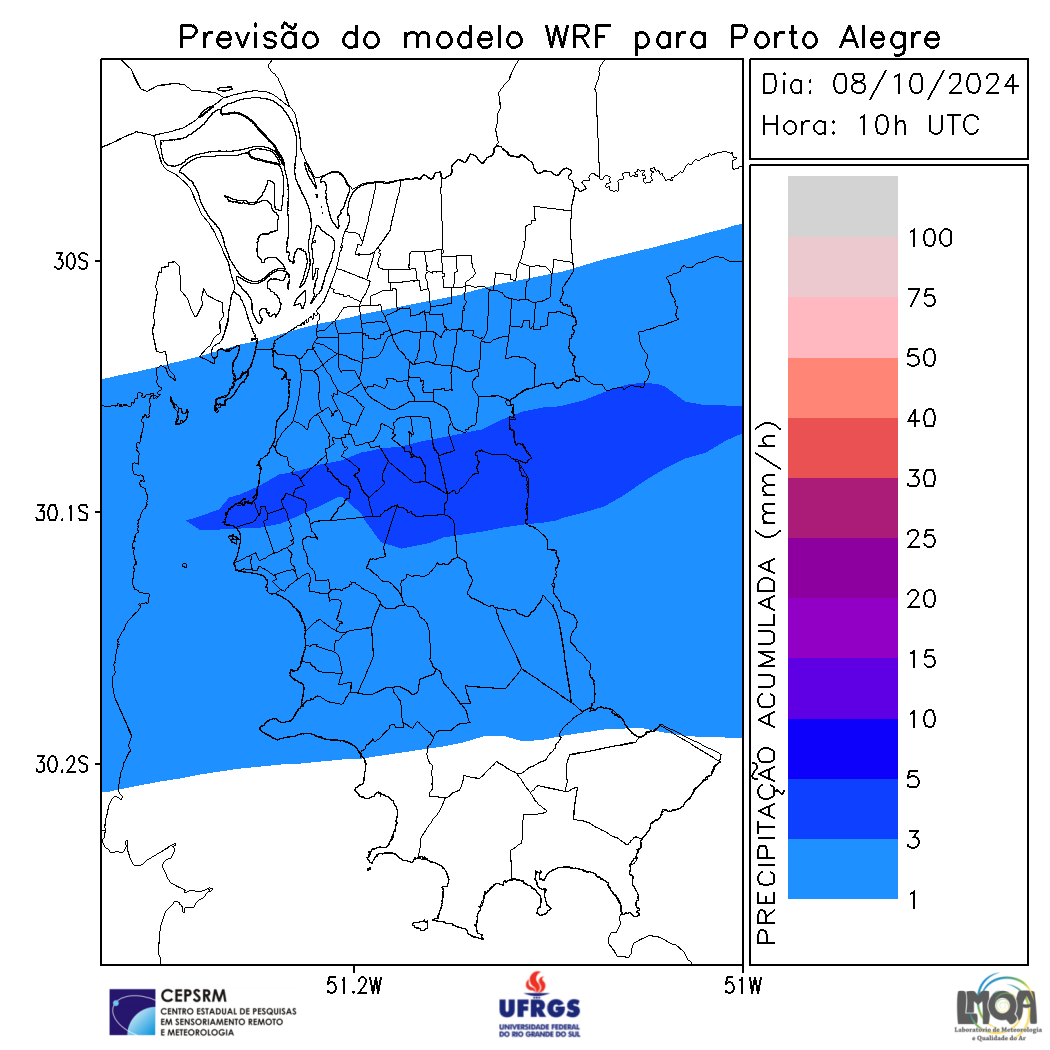 Previsão do modelo WRF para Porto Alegre
Dia: 08/10/2024
Hora: 10h UTC
30S
30.1S
30.2S
51.2W
51W
PRECIPITAÇÃO ACUMULADA (mm/h)
100
75
50
40
30
25
20
15
10
5
3
1
CEPSRM
CENTRO ESTADUAL DE PESQUISAS
EM SENSORIAMENTO REMOTO
E METEOROLOGIA
UFRGS
UNIVERSIDADE FEDERAL
DO RIO GRANDE DO SUL
LMQA
Laboratório de Meteorologia
e Qualidade do Ar